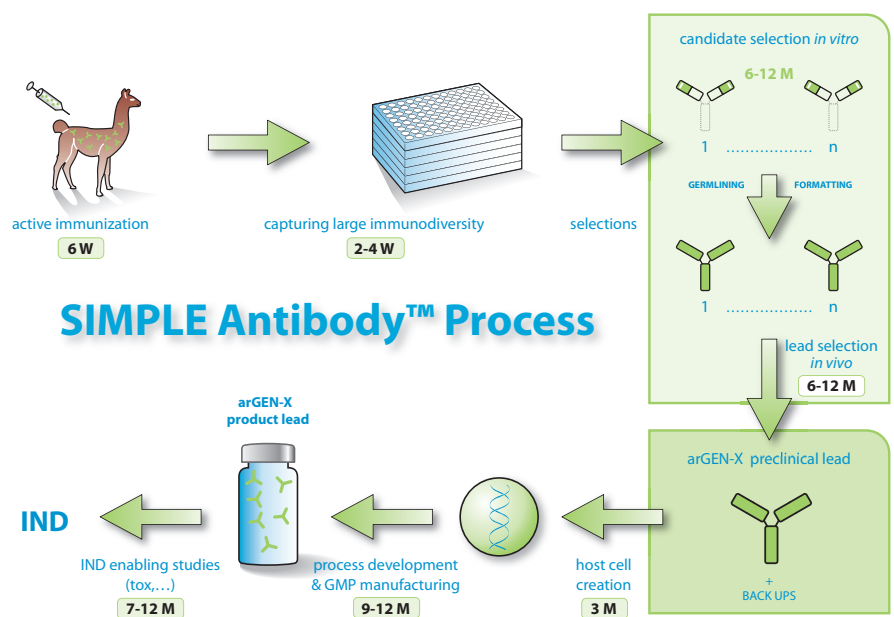 active immunization
6 W
capturing large immunodiversity
2-4 W
selections
candidate selection in vitro
6-12 M
1 ................. n
GERMLINING FORMATTING
1 ................. n
lead selection
in vivo
6-12 M
SIMPLE Antibody™ Process
arGEN-X preclinical lead
+
BACK UPS
host cell
creation
3 M
process development
& GMP manufacturing
9-12 M
arGEN-X
product lead
IND enabling studies
(tox,...)
7-12 M
IND